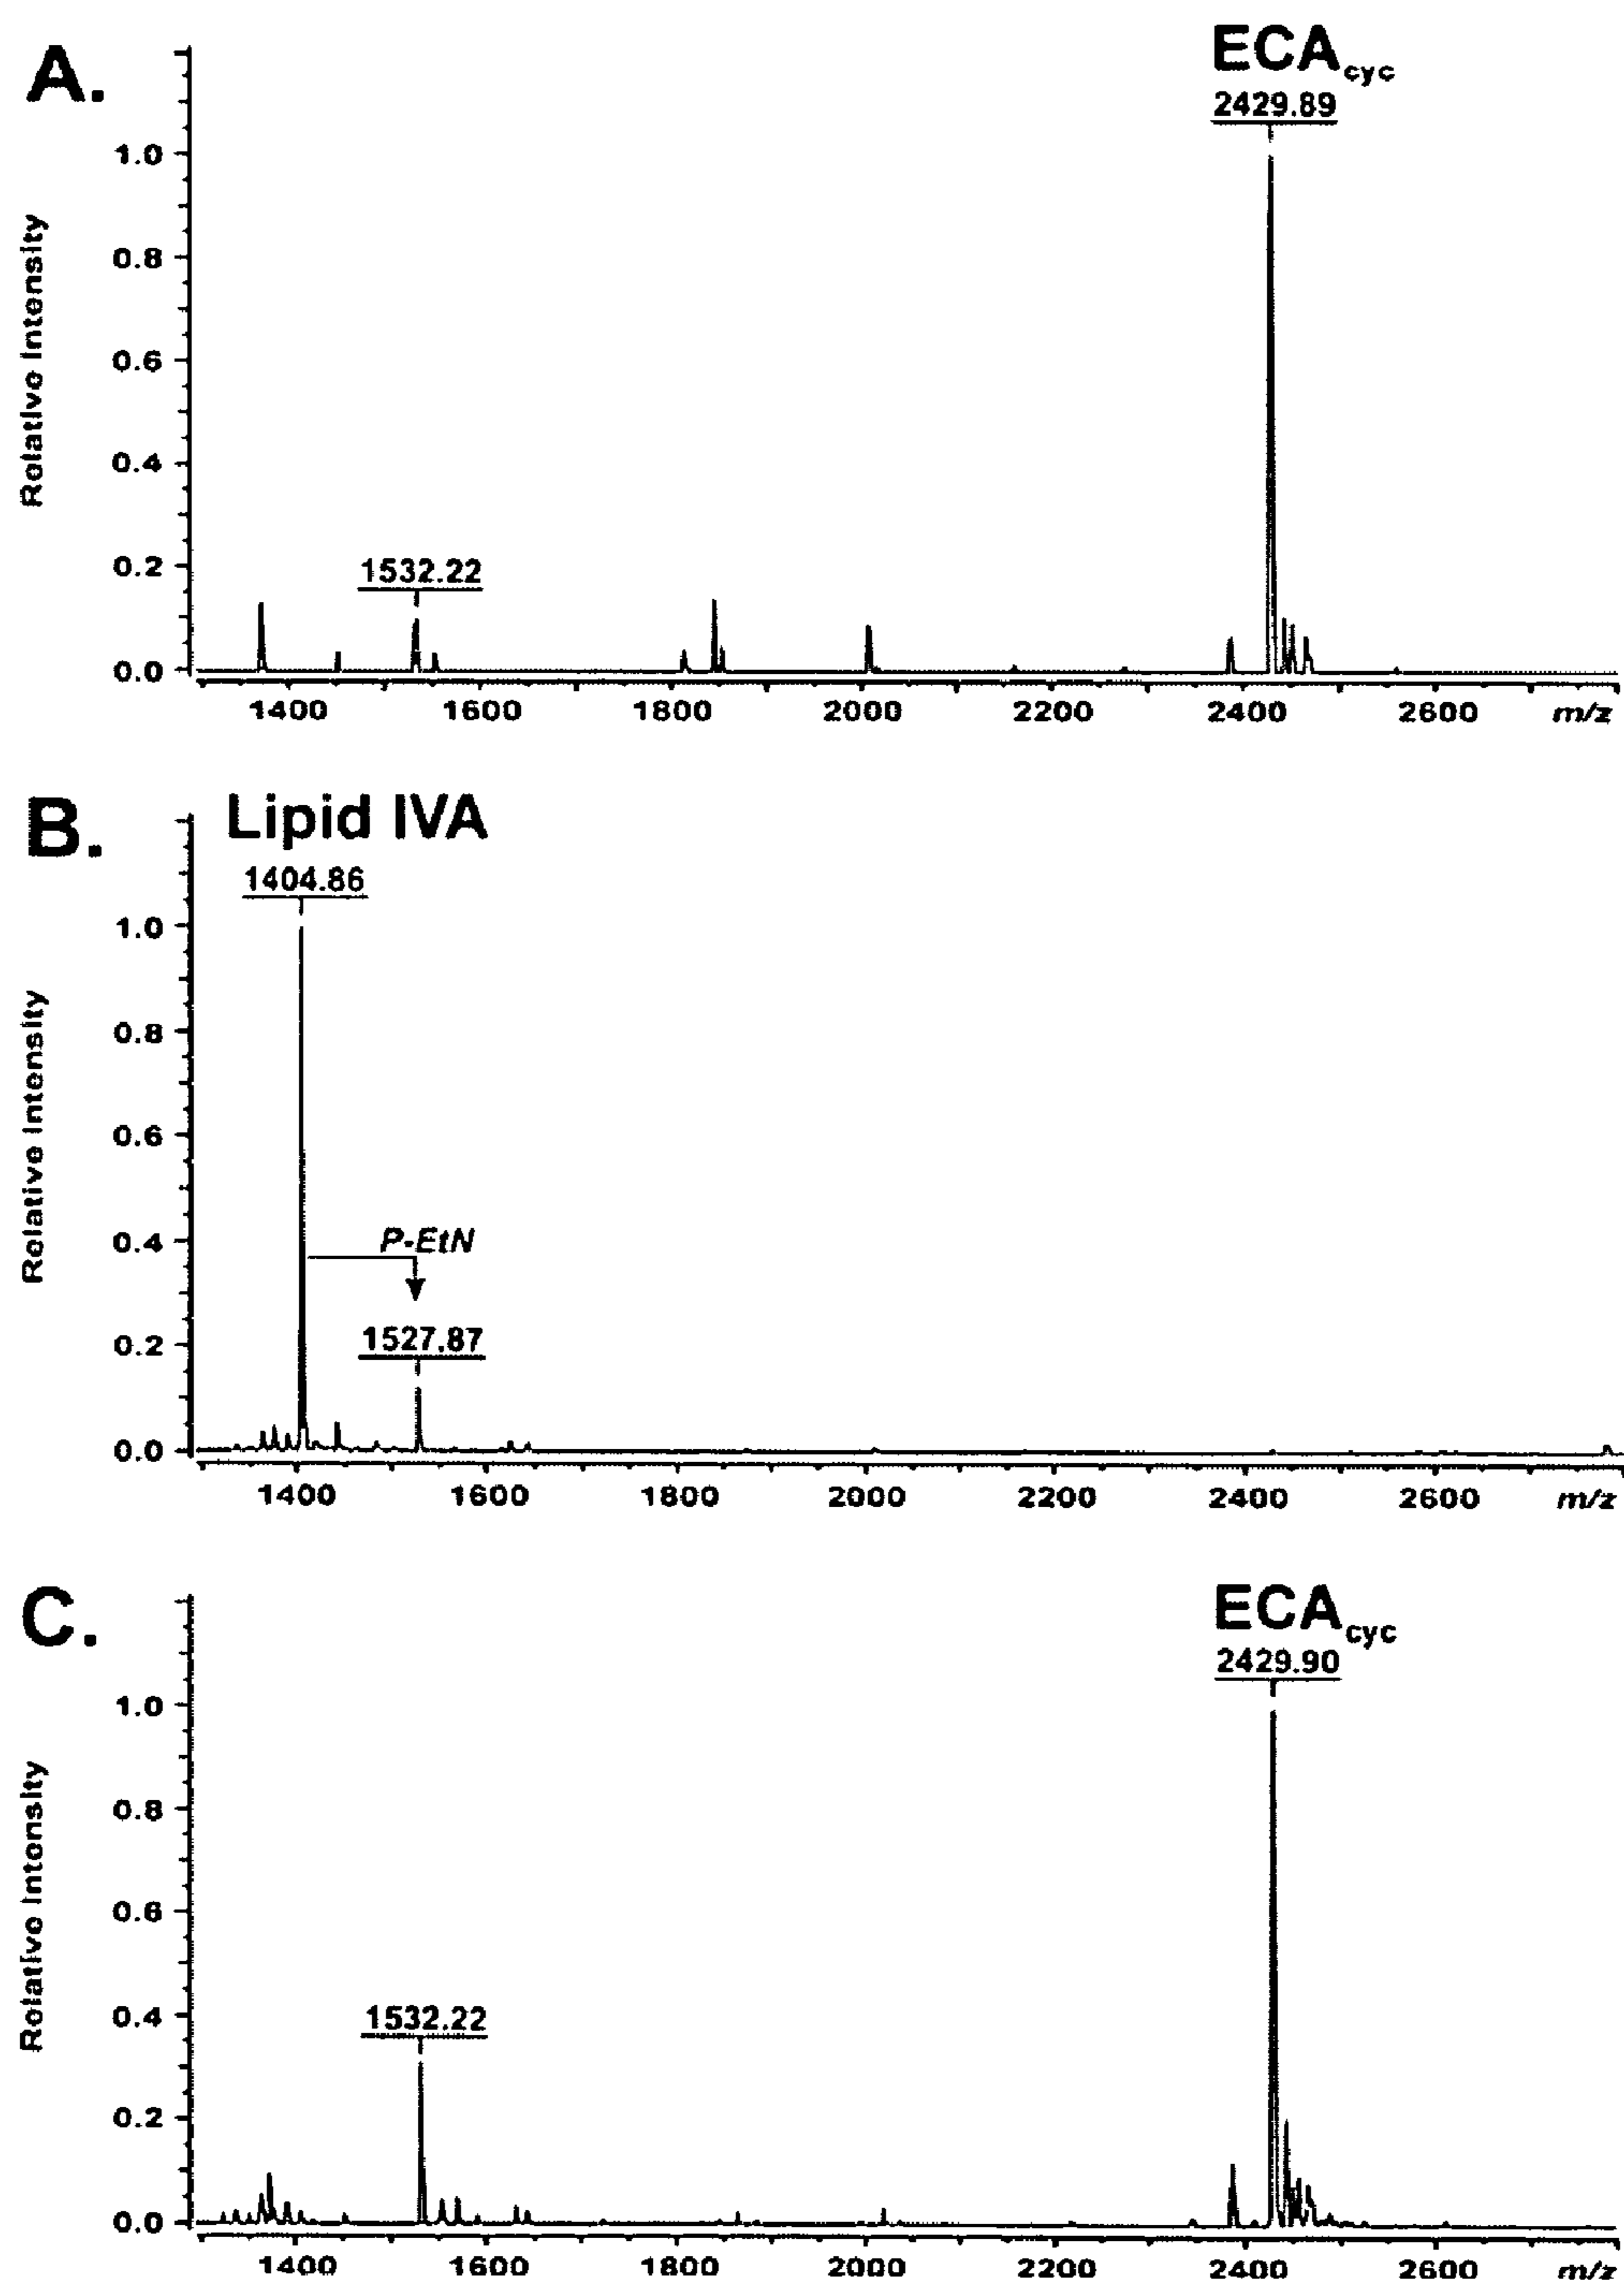 A.
ECAcyc
2429.89
1532.22
Relative Intensity
1.0
0.8
0.6
0.4
0.2
0.0
1400 1600 1800 2000 2200 2400 2600 m/z
B.
Lipid IVA
1404.86
P-EtN
1527.87
Relative Intensity
1.0
0.8
0.6
0.4
0.2
0.0
1400 1600 1800 2000 2200 2400 2600 m/z
C.
ECAcyc
2429.90
1532.22
Relative Intensity
1.0
0.8
0.6
0.4
0.2
0.0
1400 1600 1800 2000 2200 2400 2600 m/z